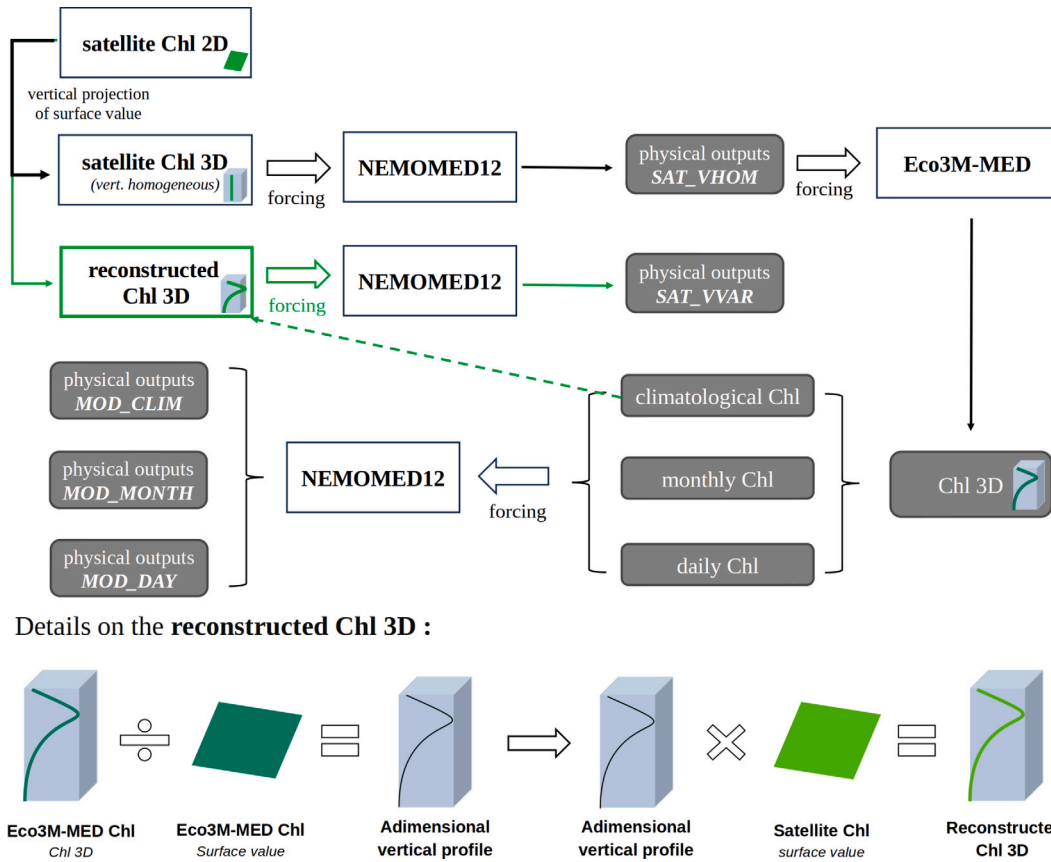 satellite Chl 2D
vertical projection
of surface value
satellite Chl 3D
(vert. homogeneous)
forcing
NEMOMED12
physical outputs
SAT_VHOM
forcing
Eco3M-MED
reconstructed
Chl 3D
forcing
NEMOMED12
physical outputs
SAT_VVAR
physical outputs
MOD_CLIM
physical outputs
MOD_MONTH
physical outputs
MOD_DAY
NEMOMED12
forcing
climatological Chl
monthly Chl
daily Chl
Chl 3D
Details on the reconstructed Chl 3D :
Eco3M-MED Chl
Chl 3D
Eco3M-MED Chl
Surface value
Adimensional
vertical profile
Adimensional
vertical profile
Satellite Chl
surface value
Reconstructe
Chl 3D